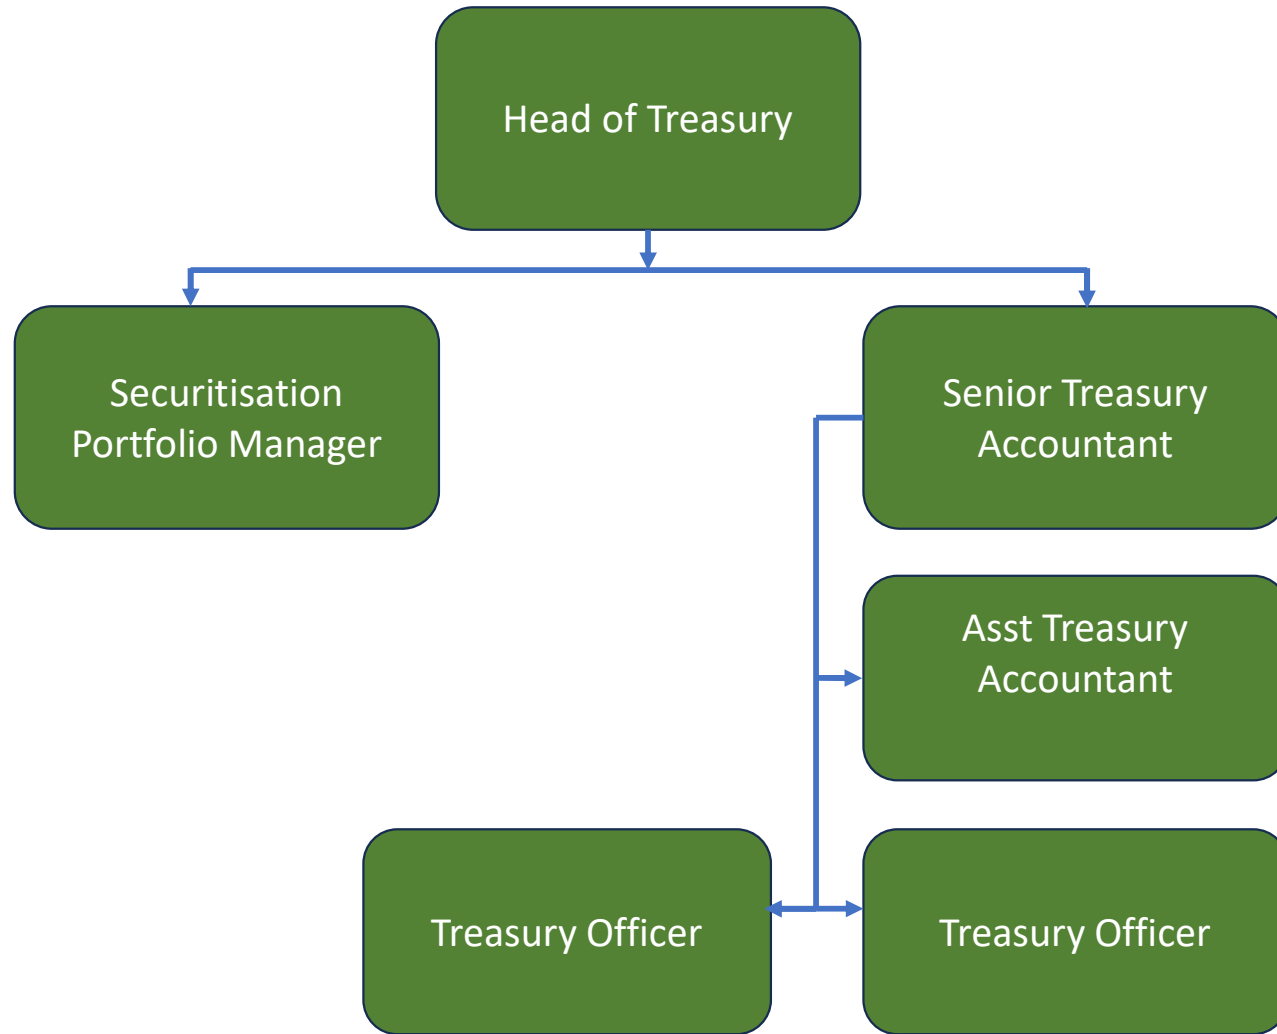 Head of Treasury
Securitisation
Portfolio Manager
Senior Treasury
Accountant
Asst Treasury
Accountant
Treasury Officer
Treasury Officer